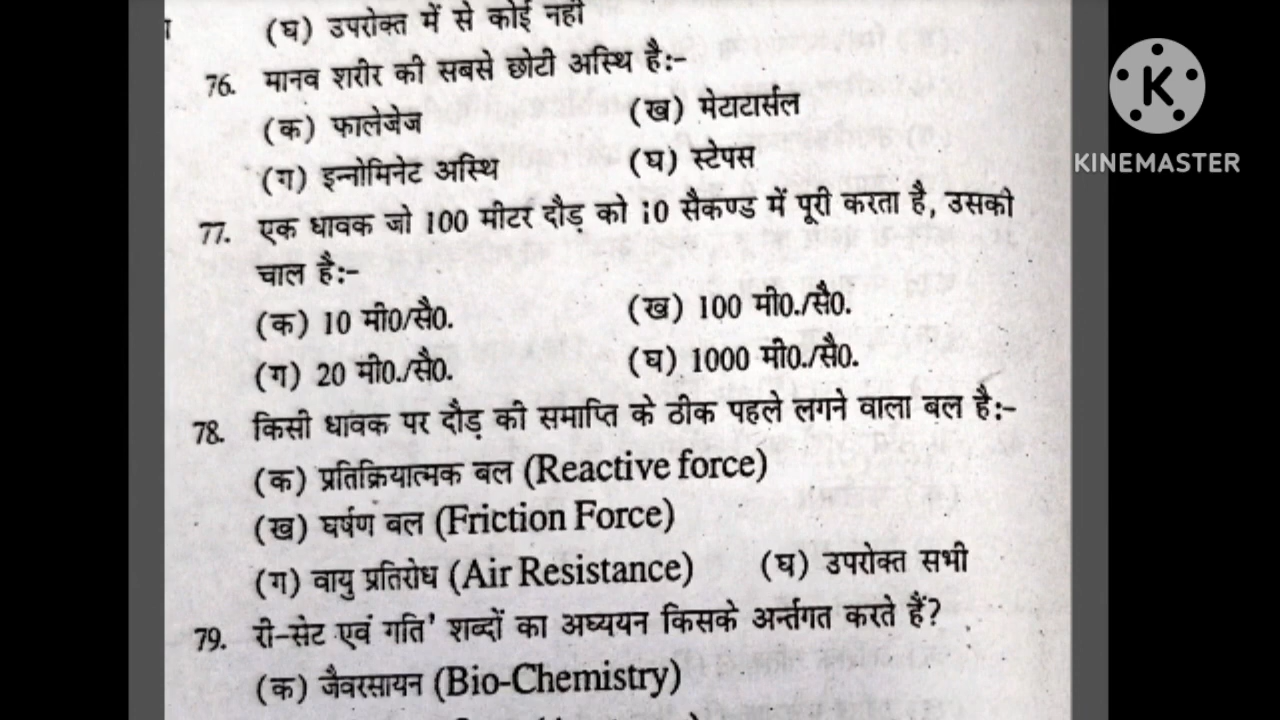 (घ) उपरोक्त में से कोई नहीं
76. मानव शरीर की सबसे छोटी अस्थि है:-
(क) फालेजेज (ख) मेटाटार्सल
(ग) इन्नोमिनेट अस्थि (घ) स्टेपस
77. एक धावक जो 100 मीटर दौड़ को 10 सैकण्ड में पूरी करता है, उसकी
चाल है:-
(क) 10 मी0/सै0. (ख) 100 मी0./सै0.
(ग) 20 मी0./सै0. (घ) 1000 मी0./सै0.
78. किसी धावक पर दौड़ की समाप्ति के ठीक पहले लगने वाला बल है:-
(क) प्रतिक्रियात्मक बल (Reactive force)
(ख) घर्षण बल (Friction Force)
(ग) वायु प्रतिरोध (Air Resistance) (घ) उपरोक्त सभी
79. री-सेट एवं गति' शब्दों का अघ्ययन किसके अर्न्तगत करते हैं?
(क) जैवरसायन (Bio-Chemistry)
K
KINEMASTER